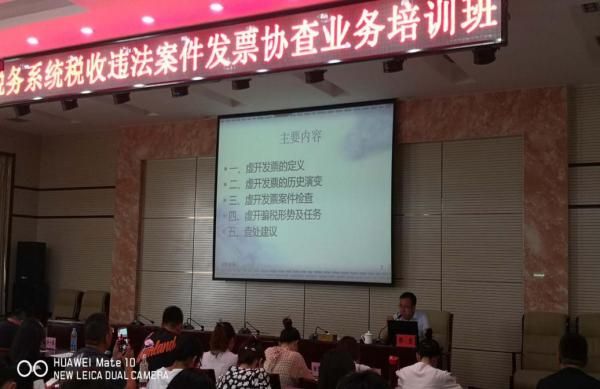 务系统税收违法案件发票协查业务培训班
主要内容
一、虚开发票的定义
二、虚开发票的历史演变
三、虚开发票案件检查
四、虚开骗税形势及任务
五、查处建议
HUAWEI Mate 10
NEW LEICA DUAL CAMERA